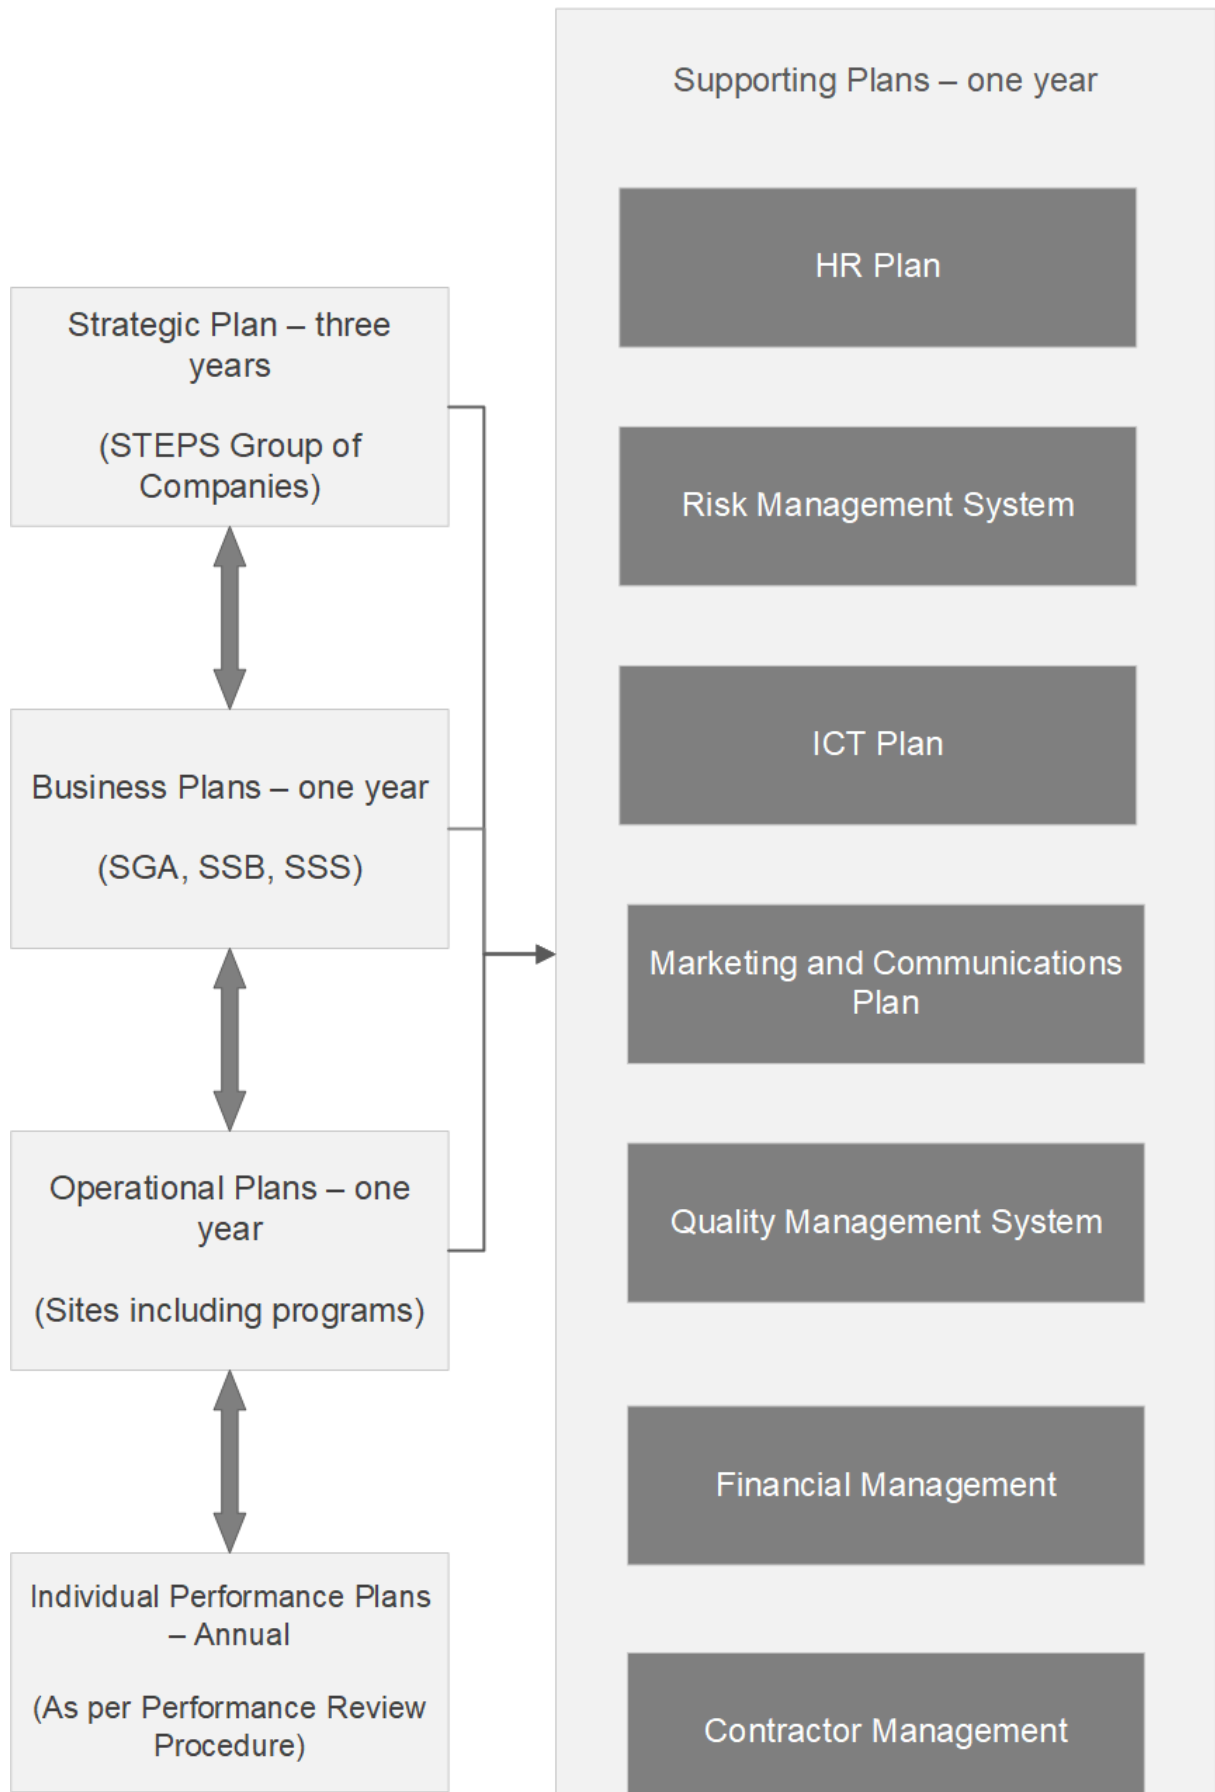 Supporting Plans – one year
HR Plan
Strategic Plan – three
years
(STEPS Group of
Companies)
Risk Management System
ICT Plan
Business Plans – one year
(SGA, SSB, SSS)
Marketing and Communications
Plan
Operational Plans – one
year
(Sites including programs)
Quality Management System
Financial Management
Individual Performance Plans
– Annual
(As per Performance Review
Procedure)
Contractor Management